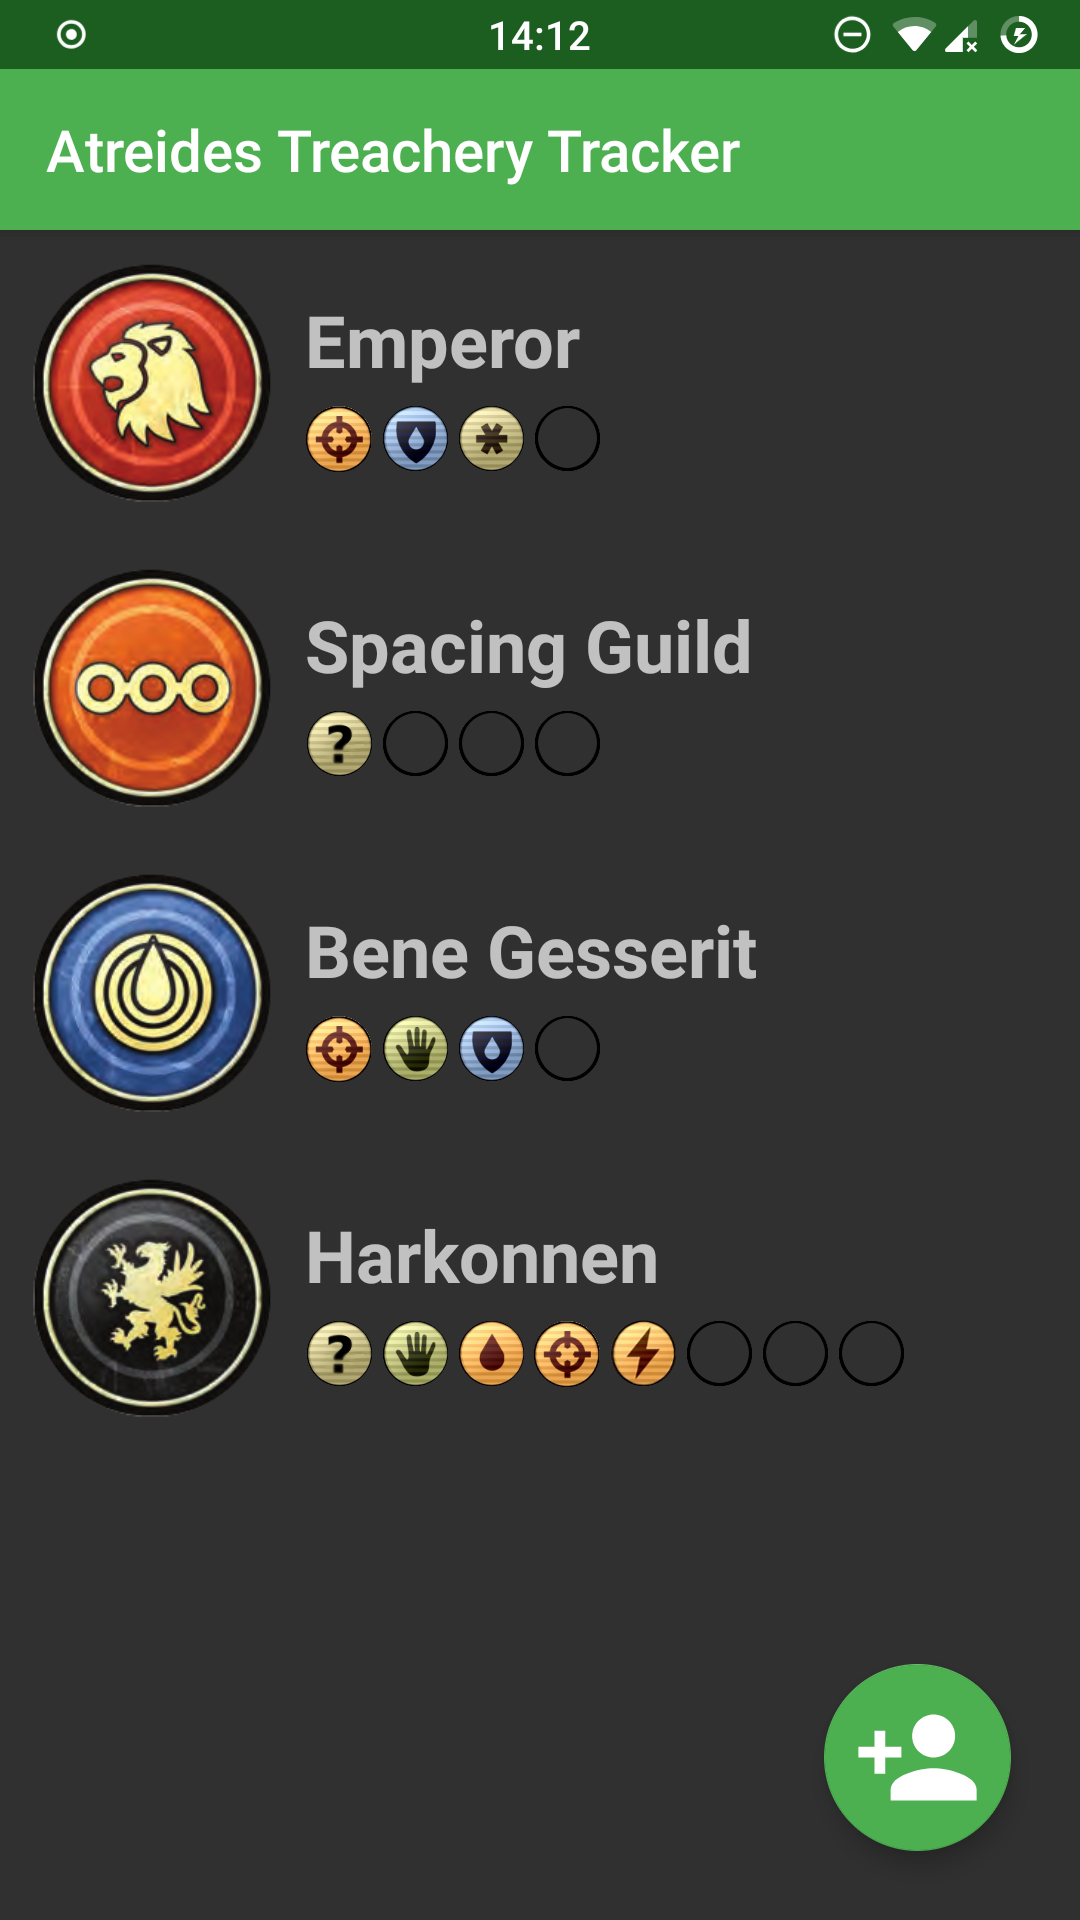 14:12
Atreides Treachery Tracker
Emperor
Spacing Guild
?
Bene Gesserit
Harkonnen
?